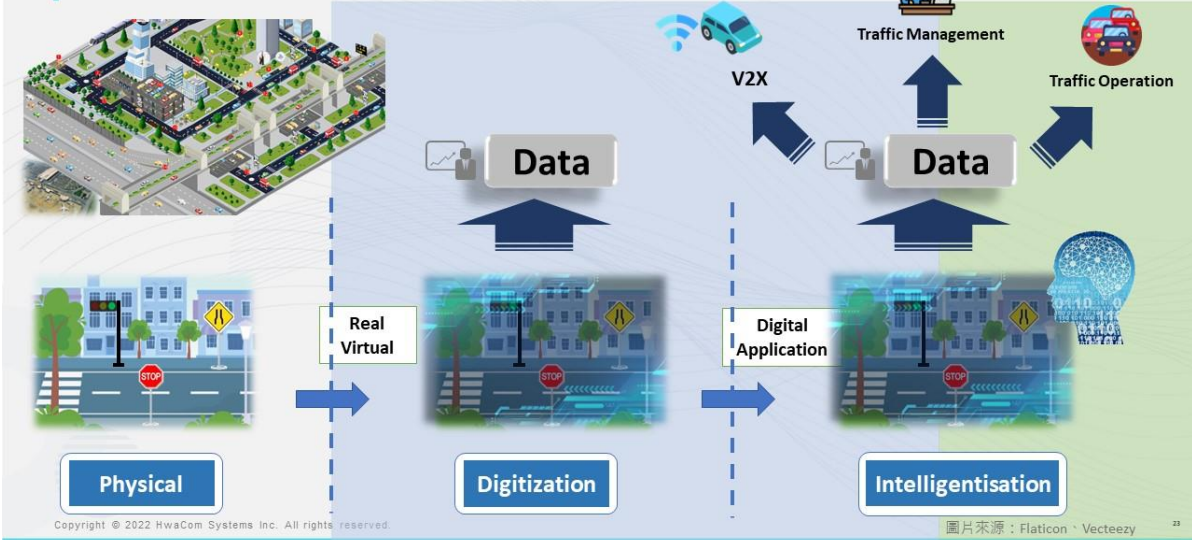 Traffic Management
V2X
Traffic Operation
Data
Data
STOP
STOP
STOP
Real
Virtual
Digital
Application
Physical
Digitization
Intelligentisation
Copyright © 2022 HwaCom Systems Inc. All rights reserved.
圖片來源：Flaticon、Vecteezy
23